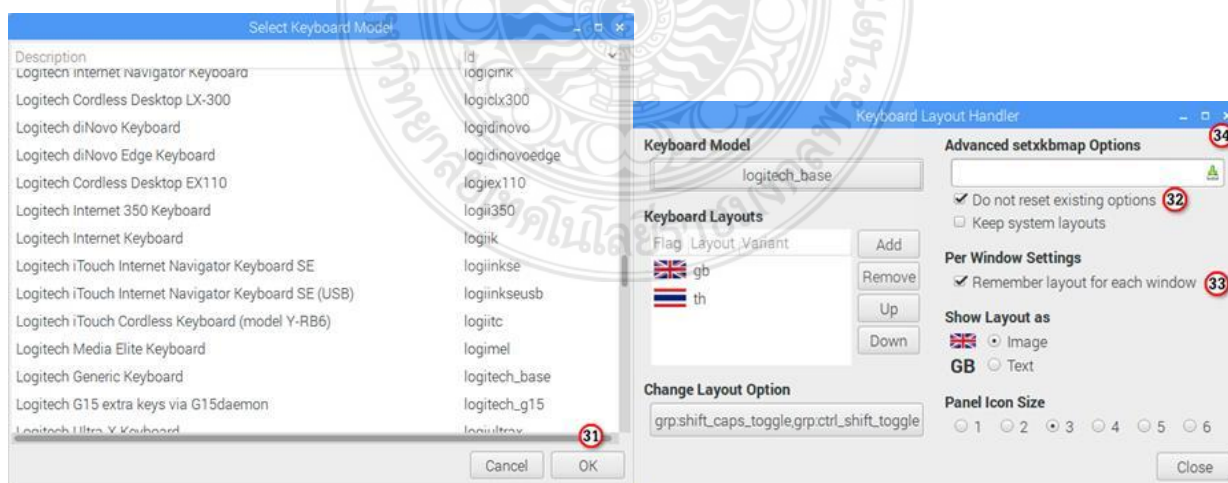 Select Keyboard Model
Description Id
Logitech Internet Navigator Keyboard logicink
Logitech Cordless Desktop LX-300 logiclx300
Logitech diNovo Keyboard logidinovo
Logitech diNovo Edge Keyboard logidinovoedge
Logitech Cordless Desktop EX110 logiex110
Logitech Internet 350 Keyboard logii350
Logitech Internet Keyboard logiik
Logitech iTouch Internet Navigator Keyboard SE logiinkse
Logitech iTouch Internet Navigator Keyboard SE (USB) logiinkseusb
Logitech iTouch Cordless Keyboard (model Y-RB6) logiitc
Logitech Media Elite Keyboard logimel
Logitech Generic Keyboard logitech_base
Logitech G15 extra keys via G15daemon logitech_g15
Logitech Ultra-X Keyboard logiultrax
31
Cancel OK
Keyboard Layout Handler
34
Keyboard Model
logitech_base
Keyboard Layouts
Flag Layout Variant
gb
th
Add
Remove
Up
Down
Change Layout Option
grp:shift_caps_toggle,grp:ctrl_shift_toggle
Advanced setxkbmap Options
Do not reset existing options 32
Keep system layouts
Per Window Settings
Remember layout for each window 33
Show Layout as
Image
GB Text
Panel Icon Size
1 2 3 4 5 6
Close